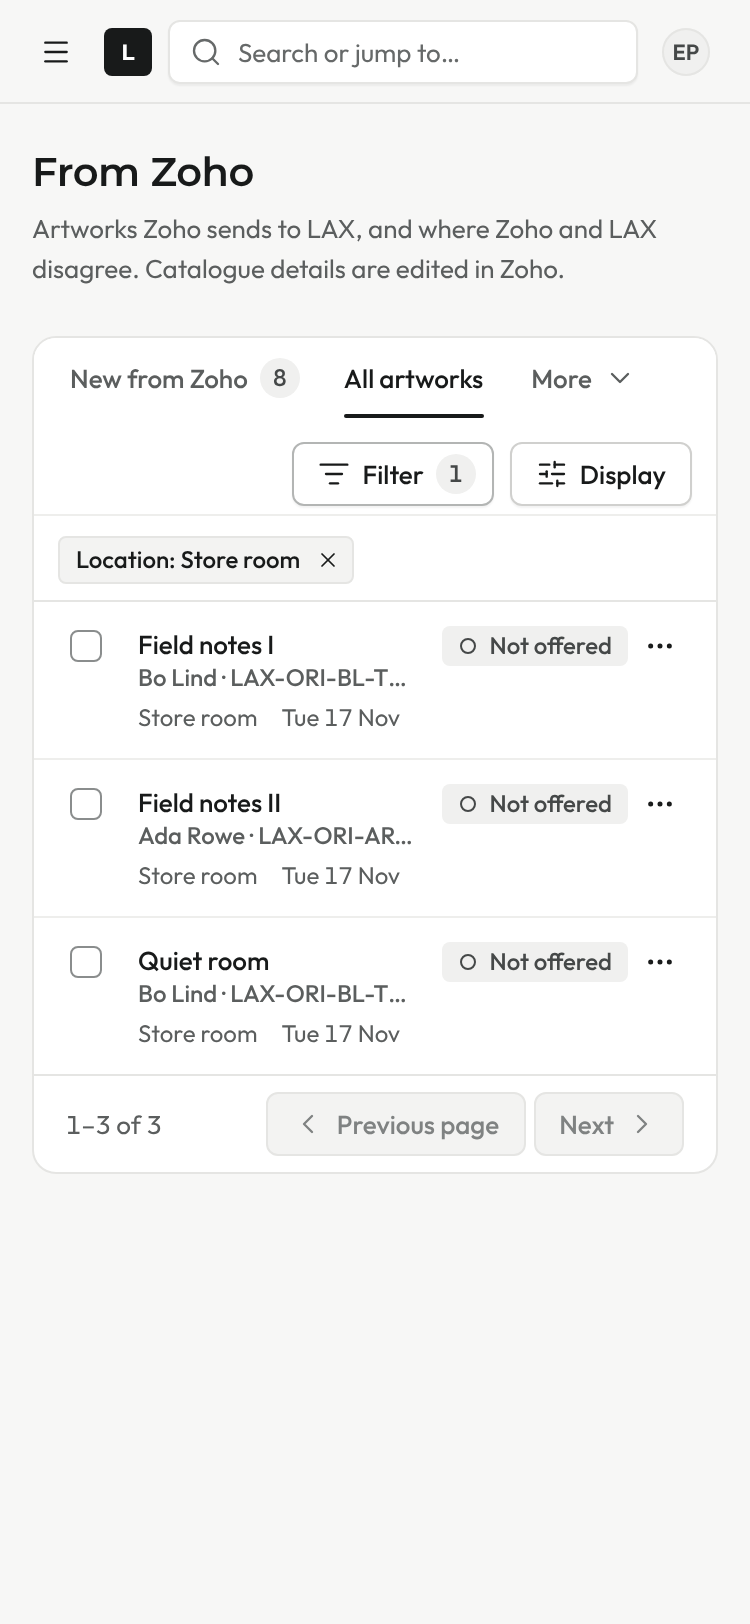 L
Search or jump to...
EP
From Zoho
Artworks Zoho sends to LAX, and where Zoho and LAX
disagree. Catalogue details are edited in Zoho.
New from Zoho 8 All artworks More
Filter 1 Display
Location: Store room
Field notes I Not offered
Bo Lind · LAX-ORI-BL-T...
Store room Tue 17 Nov
Field notes II Not offered
Ada Rowe · LAX-ORI-AR...
Store room Tue 17 Nov
Quiet room Not offered
Bo Lind · LAX-ORI-BL-T...
Store room Tue 17 Nov
1–3 of 3 Previous page Next